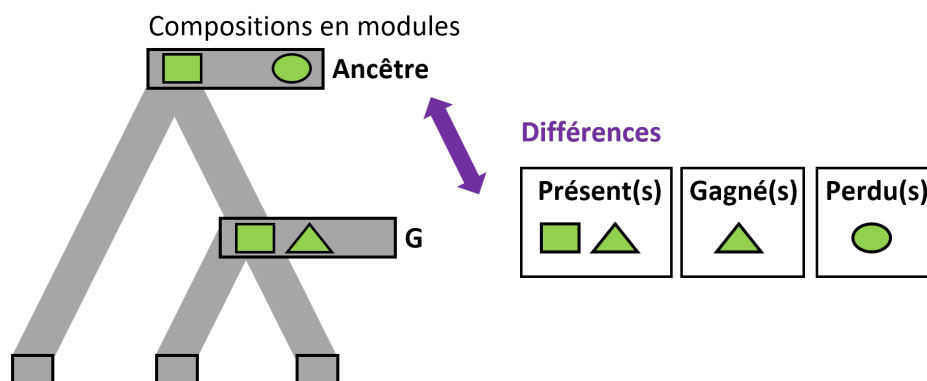 Compositions en modules
Ancêtre
Différences
Présent(s) Gagné(s) Perdu(s)
G